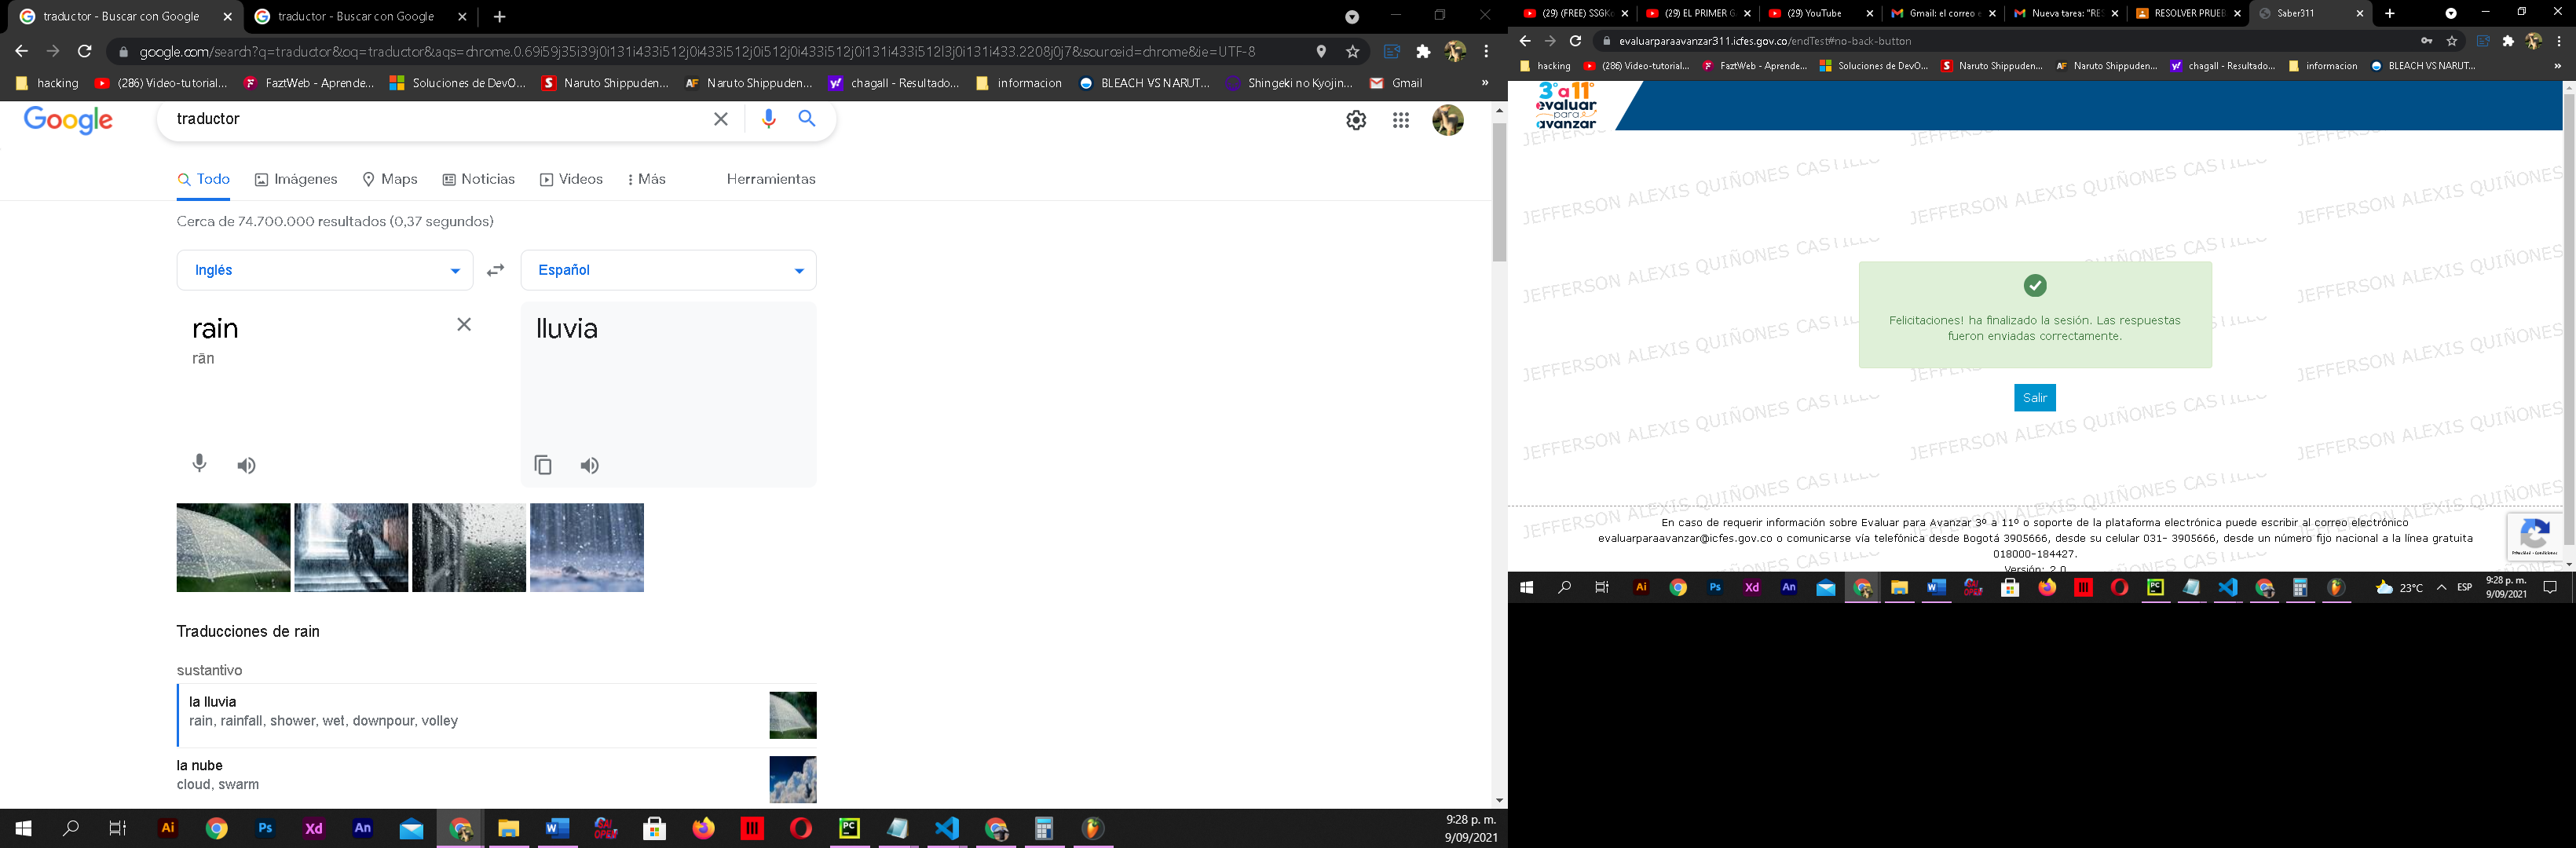 traductor - Buscar con Google
traductor - Buscar con Google
google.com/search?q=traductor&oq=traductor&aqs=chrome.0.69i59j35i39j0i131i433i512j0i433i512j0i512j0i433i512j0i131i433i512l3j0i131i433.2208j0j7&sourceid=chrome&ie=UTF-8
hacking (286) Video-tutorial... FaztWeb - Aprende... Soluciones de DevO... Naruto Shippuden... Naruto Shippuden... chagall - Resultado... informacion BLEACH VS NARUT... Shingeki no Kyojin... Gmail »
Google
traductor
Todo Imágenes Maps Noticias Videos Más Herramientas
Cerca de 74.700.000 resultados (0,37 segundos)
Inglés Español
rain lluvia
rān
Traducciones de rain
sustantivo
la lluvia
rain, rainfall, shower, wet, downpour, volley
la nube
cloud, swarm
9:28 p. m.
9/09/2021
(29) (FREE) SSGK (29) EL PRIMER G (29) YouTube Gmail: el correo e Nueva tarea: "RES RESOLVER PRUEB Saber311
evaluarparaavanzar311.icfes.gov.co/endTest#no-back-button
hacking (286) Video-tutorial... FaztWeb - Aprende... Soluciones de DevO... Naruto Shippuden... Naruto Shippuden... chagall - Resultado... informacion BLEACH VS NARUT... »
3°a 11°
evaluar
para
avanzar
JEFFERSON ALEXIS QUIÑONES CASTILLO
Felicitaciones! ha finalizado la sesión. Las respuestas
fueron enviadas correctamente.
Salir
En caso de requerir información sobre Evaluar para Avanzar 3º a 11º o soporte de la plataforma electrónica puede escribir al correo electrónico
evaluarparaavanzar@icfes.gov.co o comunicarse vía telefónica desde Bogotá 3905666, desde su celular 031- 3905666, desde un número fijo nacional a la línea gratuita
018000-184427.
Versión: 2.0
23°C ESP
9:28 p. m.
9/09/2021